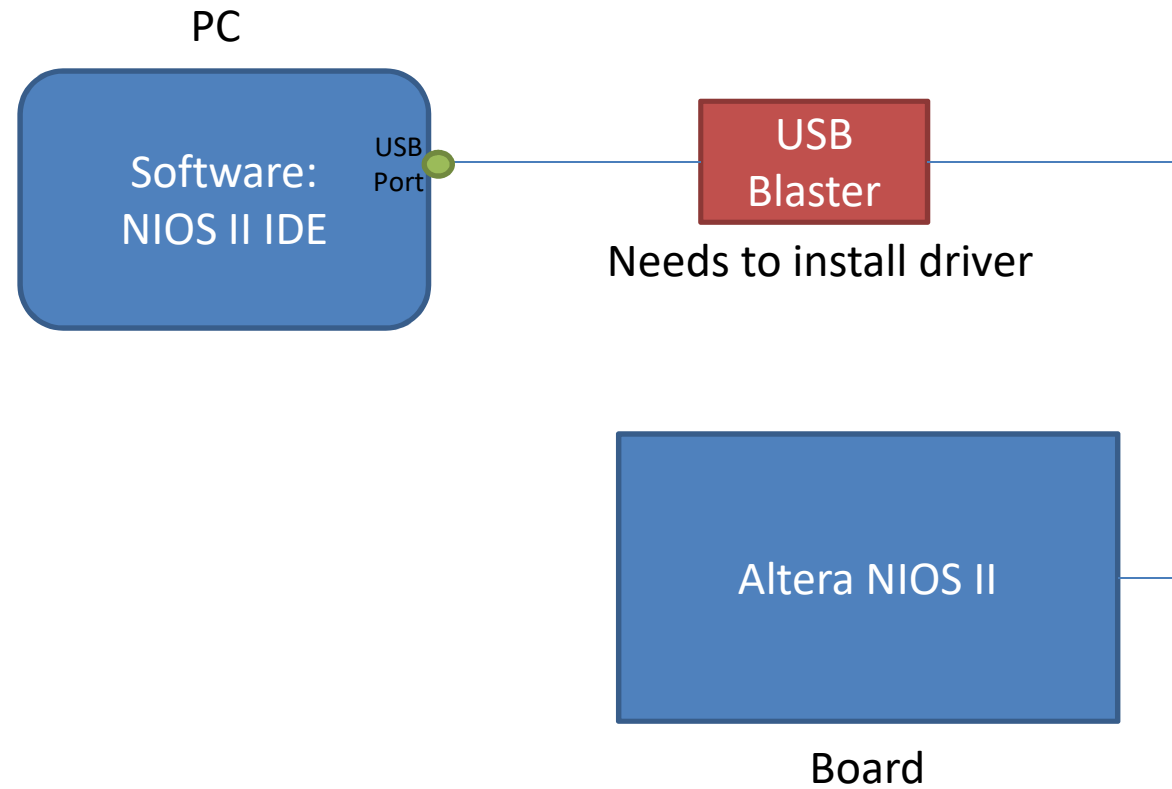 PC
Software:
NIOS II IDE
USB
Port
USB
Blaster
Needs to install driver
Altera NIOS II
Board